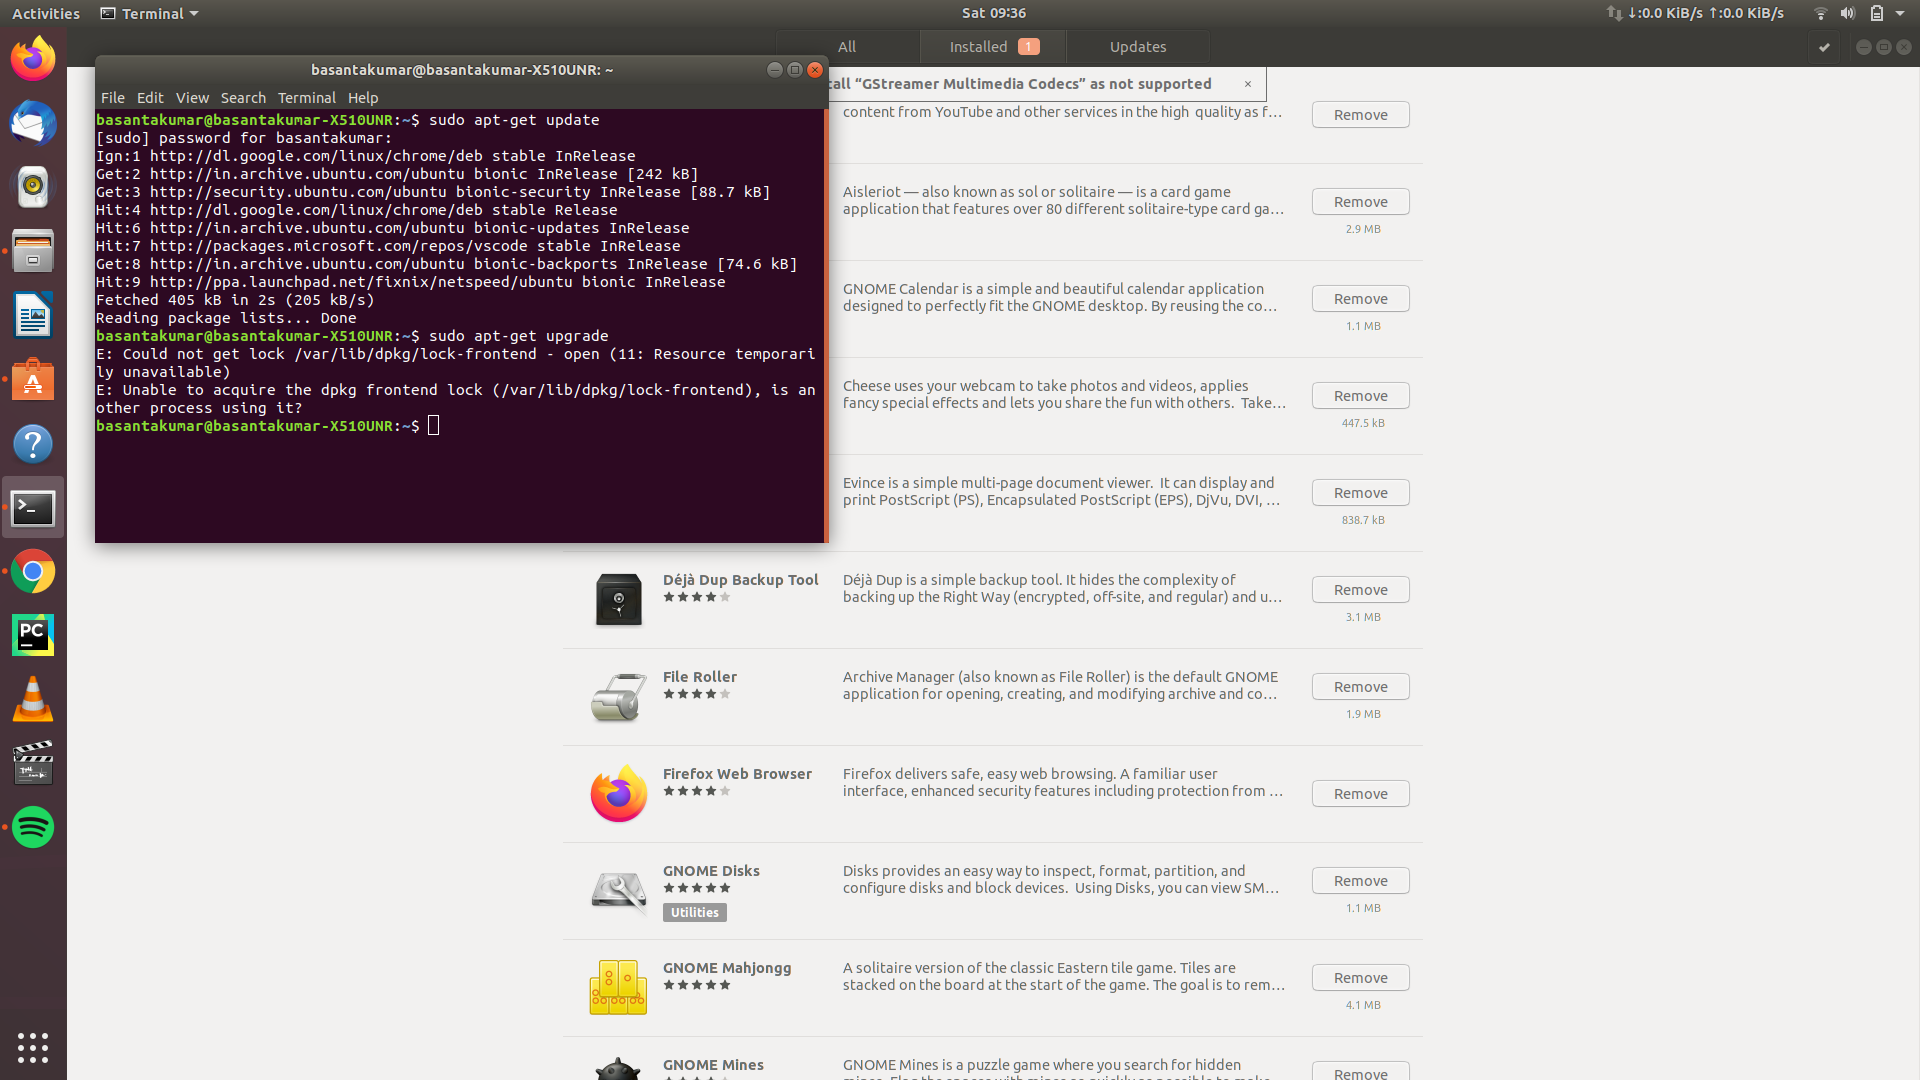 Activities
Terminal
Sat 09:36
↓:0.0 KiB/s ↑:0.0 KiB/s
All
Installed 1
Updates
basantakumar@basantakumar-X510UNR: ~
File Edit View Search Terminal Help
basantakumar@basantakumar-X510UNR:~$ sudo apt-get update
[sudo] password for basantakumar:
Ign:1 http://dl.google.com/linux/chrome/deb stable InRelease
Get:2 http://in.archive.ubuntu.com/ubuntu bionic InRelease [242 kB]
Get:3 http://security.ubuntu.com/ubuntu bionic-security InRelease [88.7 kB]
Hit:4 http://dl.google.com/linux/chrome/deb stable Release
Hit:6 http://in.archive.ubuntu.com/ubuntu bionic-updates InRelease
Hit:7 http://packages.microsoft.com/repos/vscode stable InRelease
Get:8 http://in.archive.ubuntu.com/ubuntu bionic-backports InRelease [74.6 kB]
Hit:9 http://ppa.launchpad.net/fixnix/netspeed/ubuntu bionic InRelease
Fetched 405 kB in 2s (205 kB/s)
Reading package lists... Done
basantakumar@basantakumar-X510UNR:~$ sudo apt-get upgrade
E: Could not get lock /var/lib/dpkg/lock-frontend - open (11: Resource temporari
ly unavailable)
E: Unable to acquire the dpkg frontend lock (/var/lib/dpkg/lock-frontend), is an
other process using it?
basantakumar@basantakumar-X510UNR:~$
call “GStreamer Multimedia Codecs” as not supported ×
content from YouTube and other services in the high quality as f…
Remove
Aisleriot — also known as sol or solitaire — is a card game
application that features over 80 different solitaire-type card ga…
Remove
2.9 MB
GNOME Calendar is a simple and beautiful calendar application
designed to perfectly fit the GNOME desktop. By reusing the co…
Remove
1.1 MB
Cheese uses your webcam to take photos and videos, applies
fancy special effects and lets you share the fun with others. Take…
Remove
447.5 kB
Evince is a simple multi-page document viewer. It can display and
print PostScript (PS), Encapsulated PostScript (EPS), DjVu, DVI, …
Remove
838.7 kB
Déjà Dup Backup Tool
Déjà Dup is a simple backup tool. It hides the complexity of
backing up the Right Way (encrypted, off-site, and regular) and u…
Remove
3.1 MB
File Roller
Archive Manager (also known as File Roller) is the default GNOME
application for opening, creating, and modifying archive and co…
Remove
1.9 MB
Firefox Web Browser
Firefox delivers safe, easy web browsing. A familiar user
interface, enhanced security features including protection from …
Remove
GNOME Disks
Utilities
Disks provides an easy way to inspect, format, partition, and
configure disks and block devices. Using Disks, you can view SM…
Remove
1.1 MB
GNOME Mahjongg
A solitaire version of the classic Eastern tile game. Tiles are
stacked on the board at the start of the game. The goal is to rem…
Remove
4.1 MB
GNOME Mines
GNOME Mines is a puzzle game where you search for hidden
Remove
PC